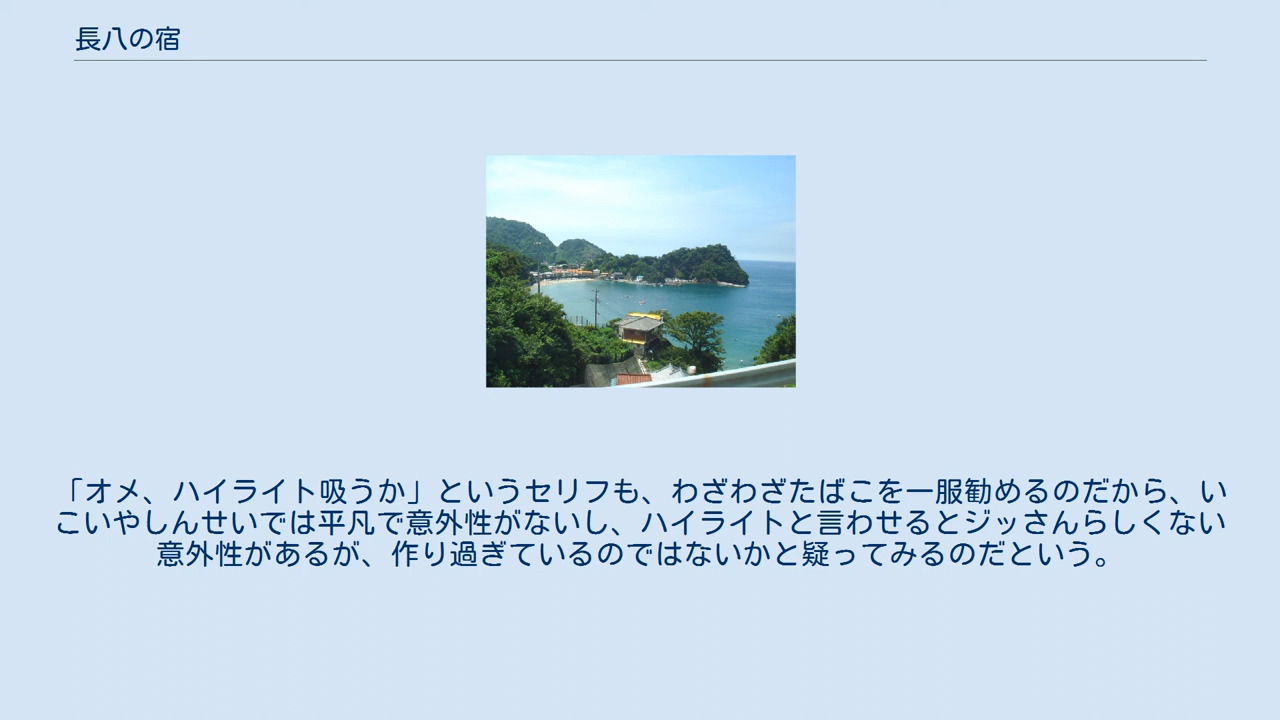 長八の宿
「オメ、ハイライト吸うか」というセリフも、わざわざたばこを一服勧めるのだから、い
こいやしんせいでは平凡で意外性がないし、ハイライトと言わせるとジッさんらしくない
意外性があるが、作り過ぎているのではないかと疑ってみるのだという。